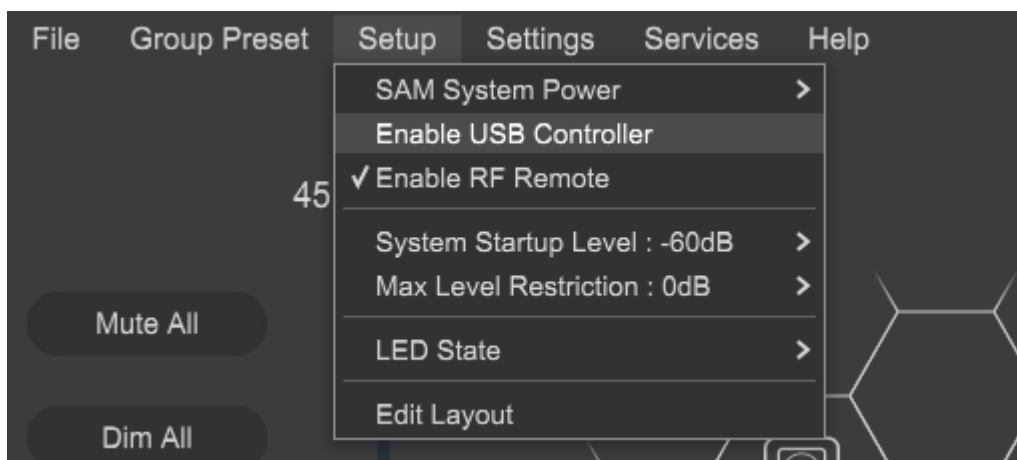 File Group Preset Setup Settings Services Help
SAM System Power
Enable USB Controller
✓ Enable RF Remote
45
System Startup Level : -60dB
Max Level Restriction : 0dB
Mute All
LED State
Edit Layout
Dim All